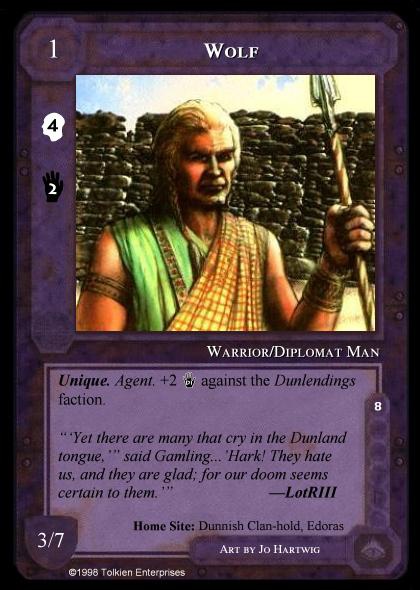 1
Wolf
4
2
Warrior/Diplomat Man
Unique. Agent. +2 against the Dunlendings
faction.
8
“‘Yet there are many that cry in the Dunland
tongue,’” said Gamling...’Hark! They hate
us, and they are glad; for our doom seems
certain to them.’” —LotRIII
Home Site: Dunnish Clan-hold, Edoras
3/7
Art by Jo Hartwig
©1998 Tolkien Enterprises